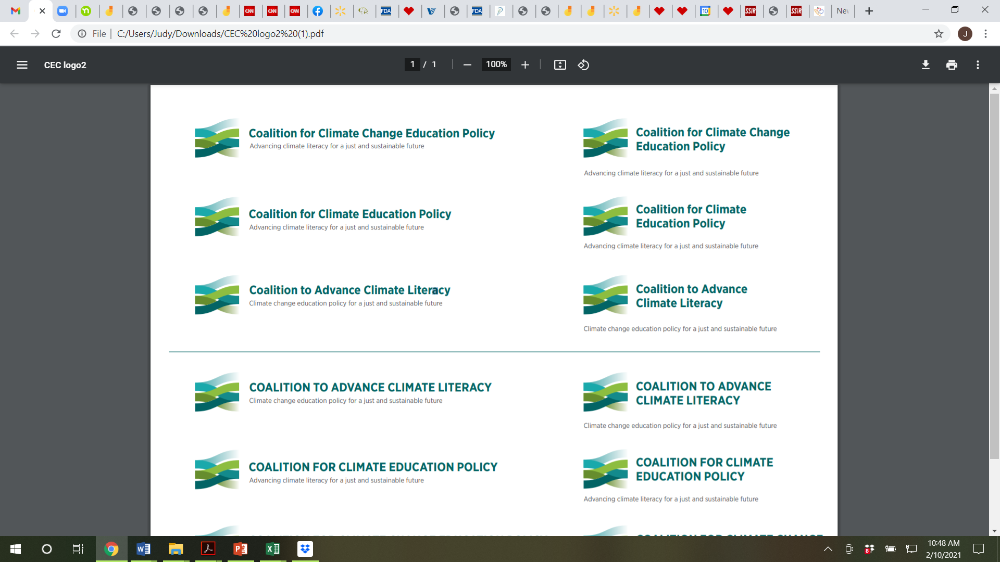 New
File
C:/Users/Judy/Downloads/CEC%20logo2%20(1).pdf
J
CEC logo2
1 / 1
100%
Coalition for Climate Change Education Policy
Advancing climate literacy for a just and sustainable future
Coalition for Climate Change
Education Policy
Advancing climate literacy for a just and sustainable future
Coalition for Climate Education Policy
Advancing climate literacy for a just and sustainable future
Coalition for Climate
Education Policy
Advancing climate literacy for a just and sustainable future
Coalition to Advance Climate Literacy
Climate change education policy for a just and sustainable future
Coalition to Advance
Climate Literacy
Climate change education policy for a just and sustainable future
COALITION TO ADVANCE CLIMATE LITERACY
Climate change education policy for a just and sustainable future
COALITION TO ADVANCE
CLIMATE LITERACY
Climate change education policy for a just and sustainable future
COALITION FOR CLIMATE EDUCATION POLICY
Advancing climate literacy for a just and sustainable future
COALITION FOR CLIMATE
EDUCATION POLICY
Advancing climate literacy for a just and sustainable future
COALITION FOR CLIMATE CHANGE
10:48 AM
2/10/2021